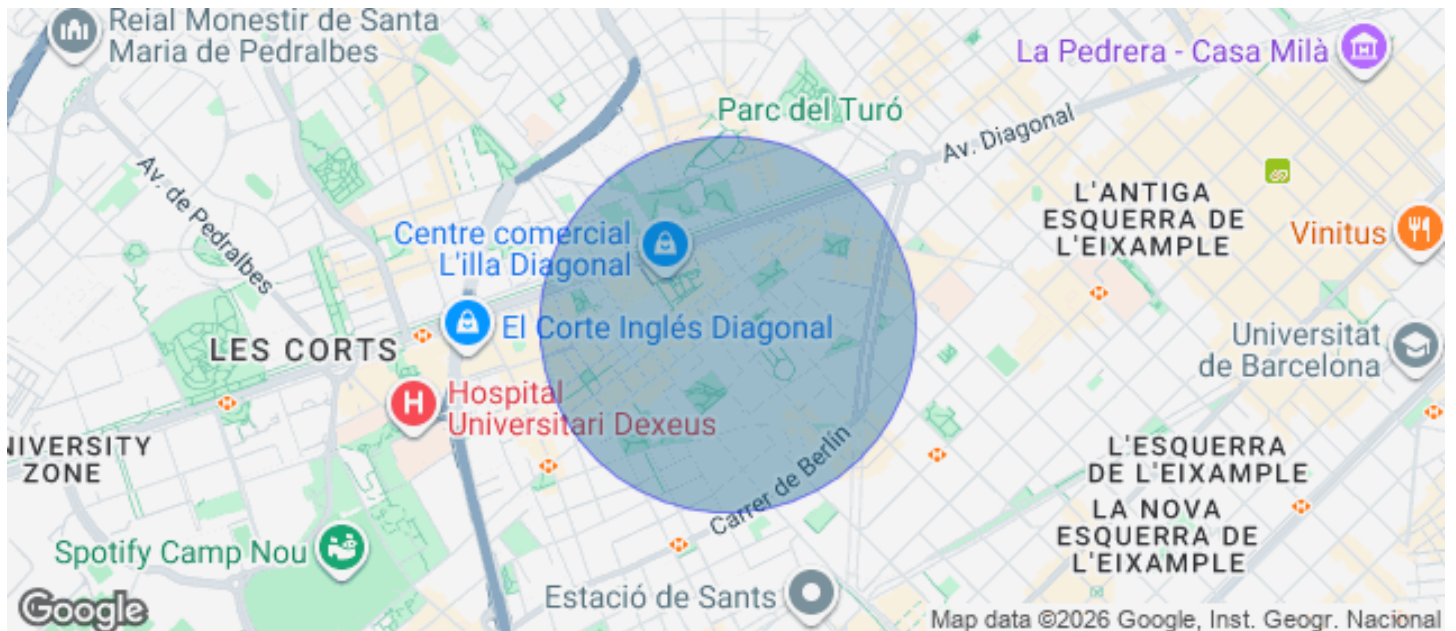 Reial Monestir de Santa
Maria de Pedralbes
La Pedrera - Casa Milà
Parc del Turó
Av. Diagonal
Av. de Pedralbes
L'ANTIGA
ESQUERRA DE
L'EIXAMPLE
Vinitus
Centre comercial
L'illa Diagonal
El Corte Inglés Diagonal
LES CORTS
Universitat
de Barcelona
Hospital
Universitari Dexeus
NIVERSITY
ZONE
Carrer de Berlín
L'ESQUERRA
DE L'EIXAMPLE
LA NOVA
ESQUERRA DE
L'EIXAMPLE
Spotify Camp Nou
Estació de Sants
Google
Map data ©2026 Google, Inst. Geogr. Nacional